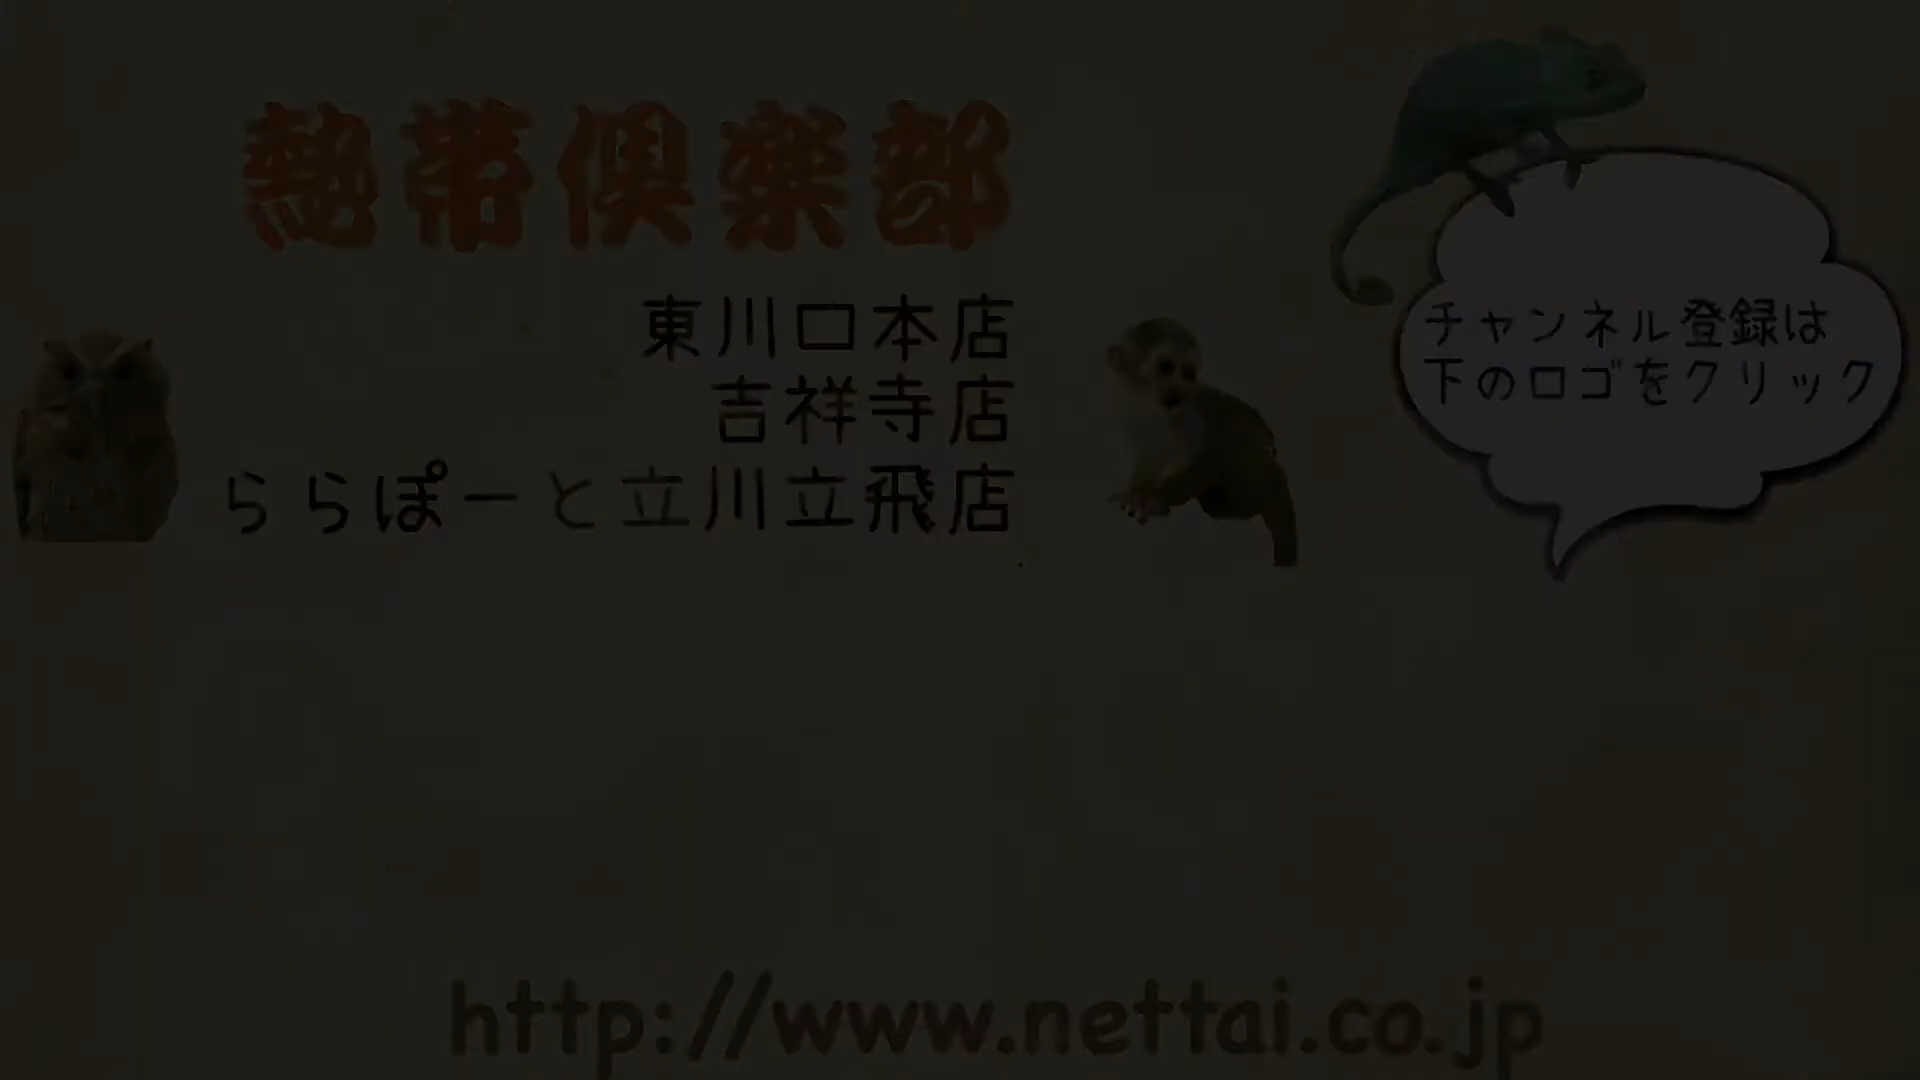 熱帯倶楽部
東川口本店
吉祥寺店
ららぽーと立川立飛店
チャンネル登録は
下のロゴをクリック
http://www.nettai.co.jp